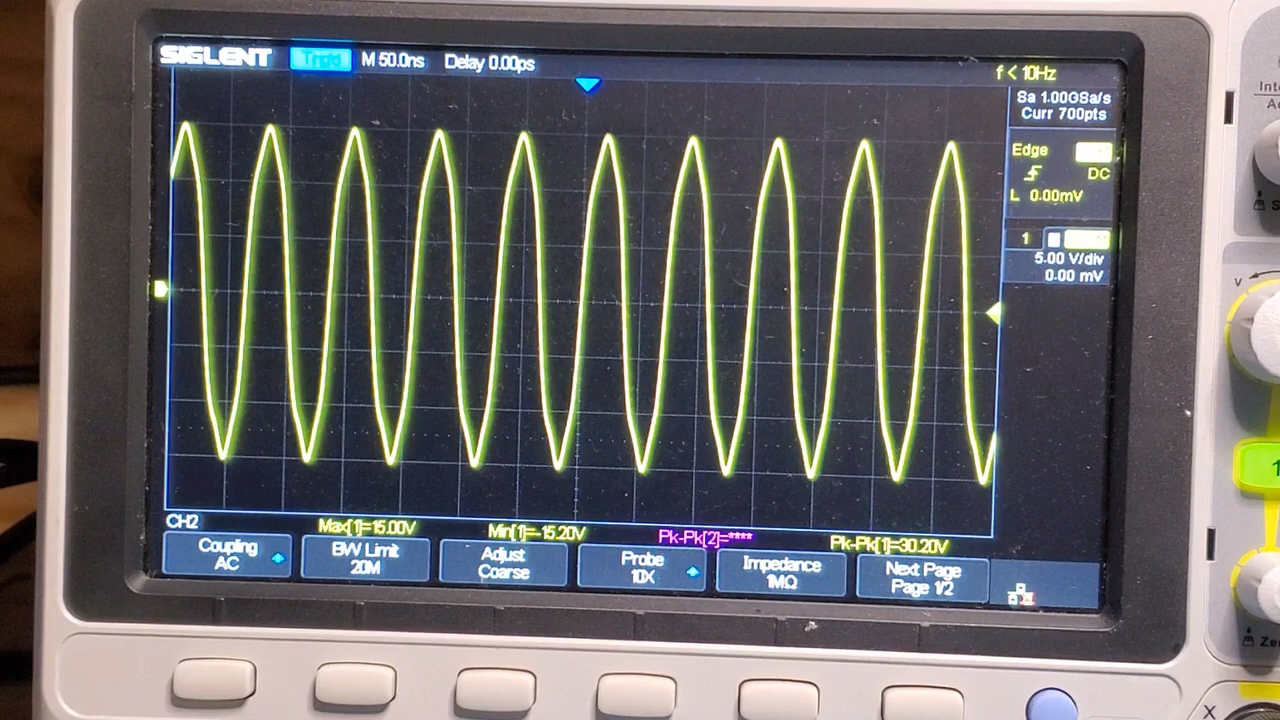 SIGLENT Trig'd M 50.0ns Delay 0.00ps
f < 10Hz
Sa 1.00GSa/s
Curr 700pts
Edge
DC
L 0.00mV
1
5.00 V/div
0.00 mV
CH2
Max[1]=15.00V Min[1]=-15.20V Pk-Pk[2]=**** Pk-Pk[1]=30.20V
Coupling
AC
BW Limit
20M
Adjust
Coarse
Probe
10X
Impedance
1MΩ
Next Page
Page 1/2
V
1
X